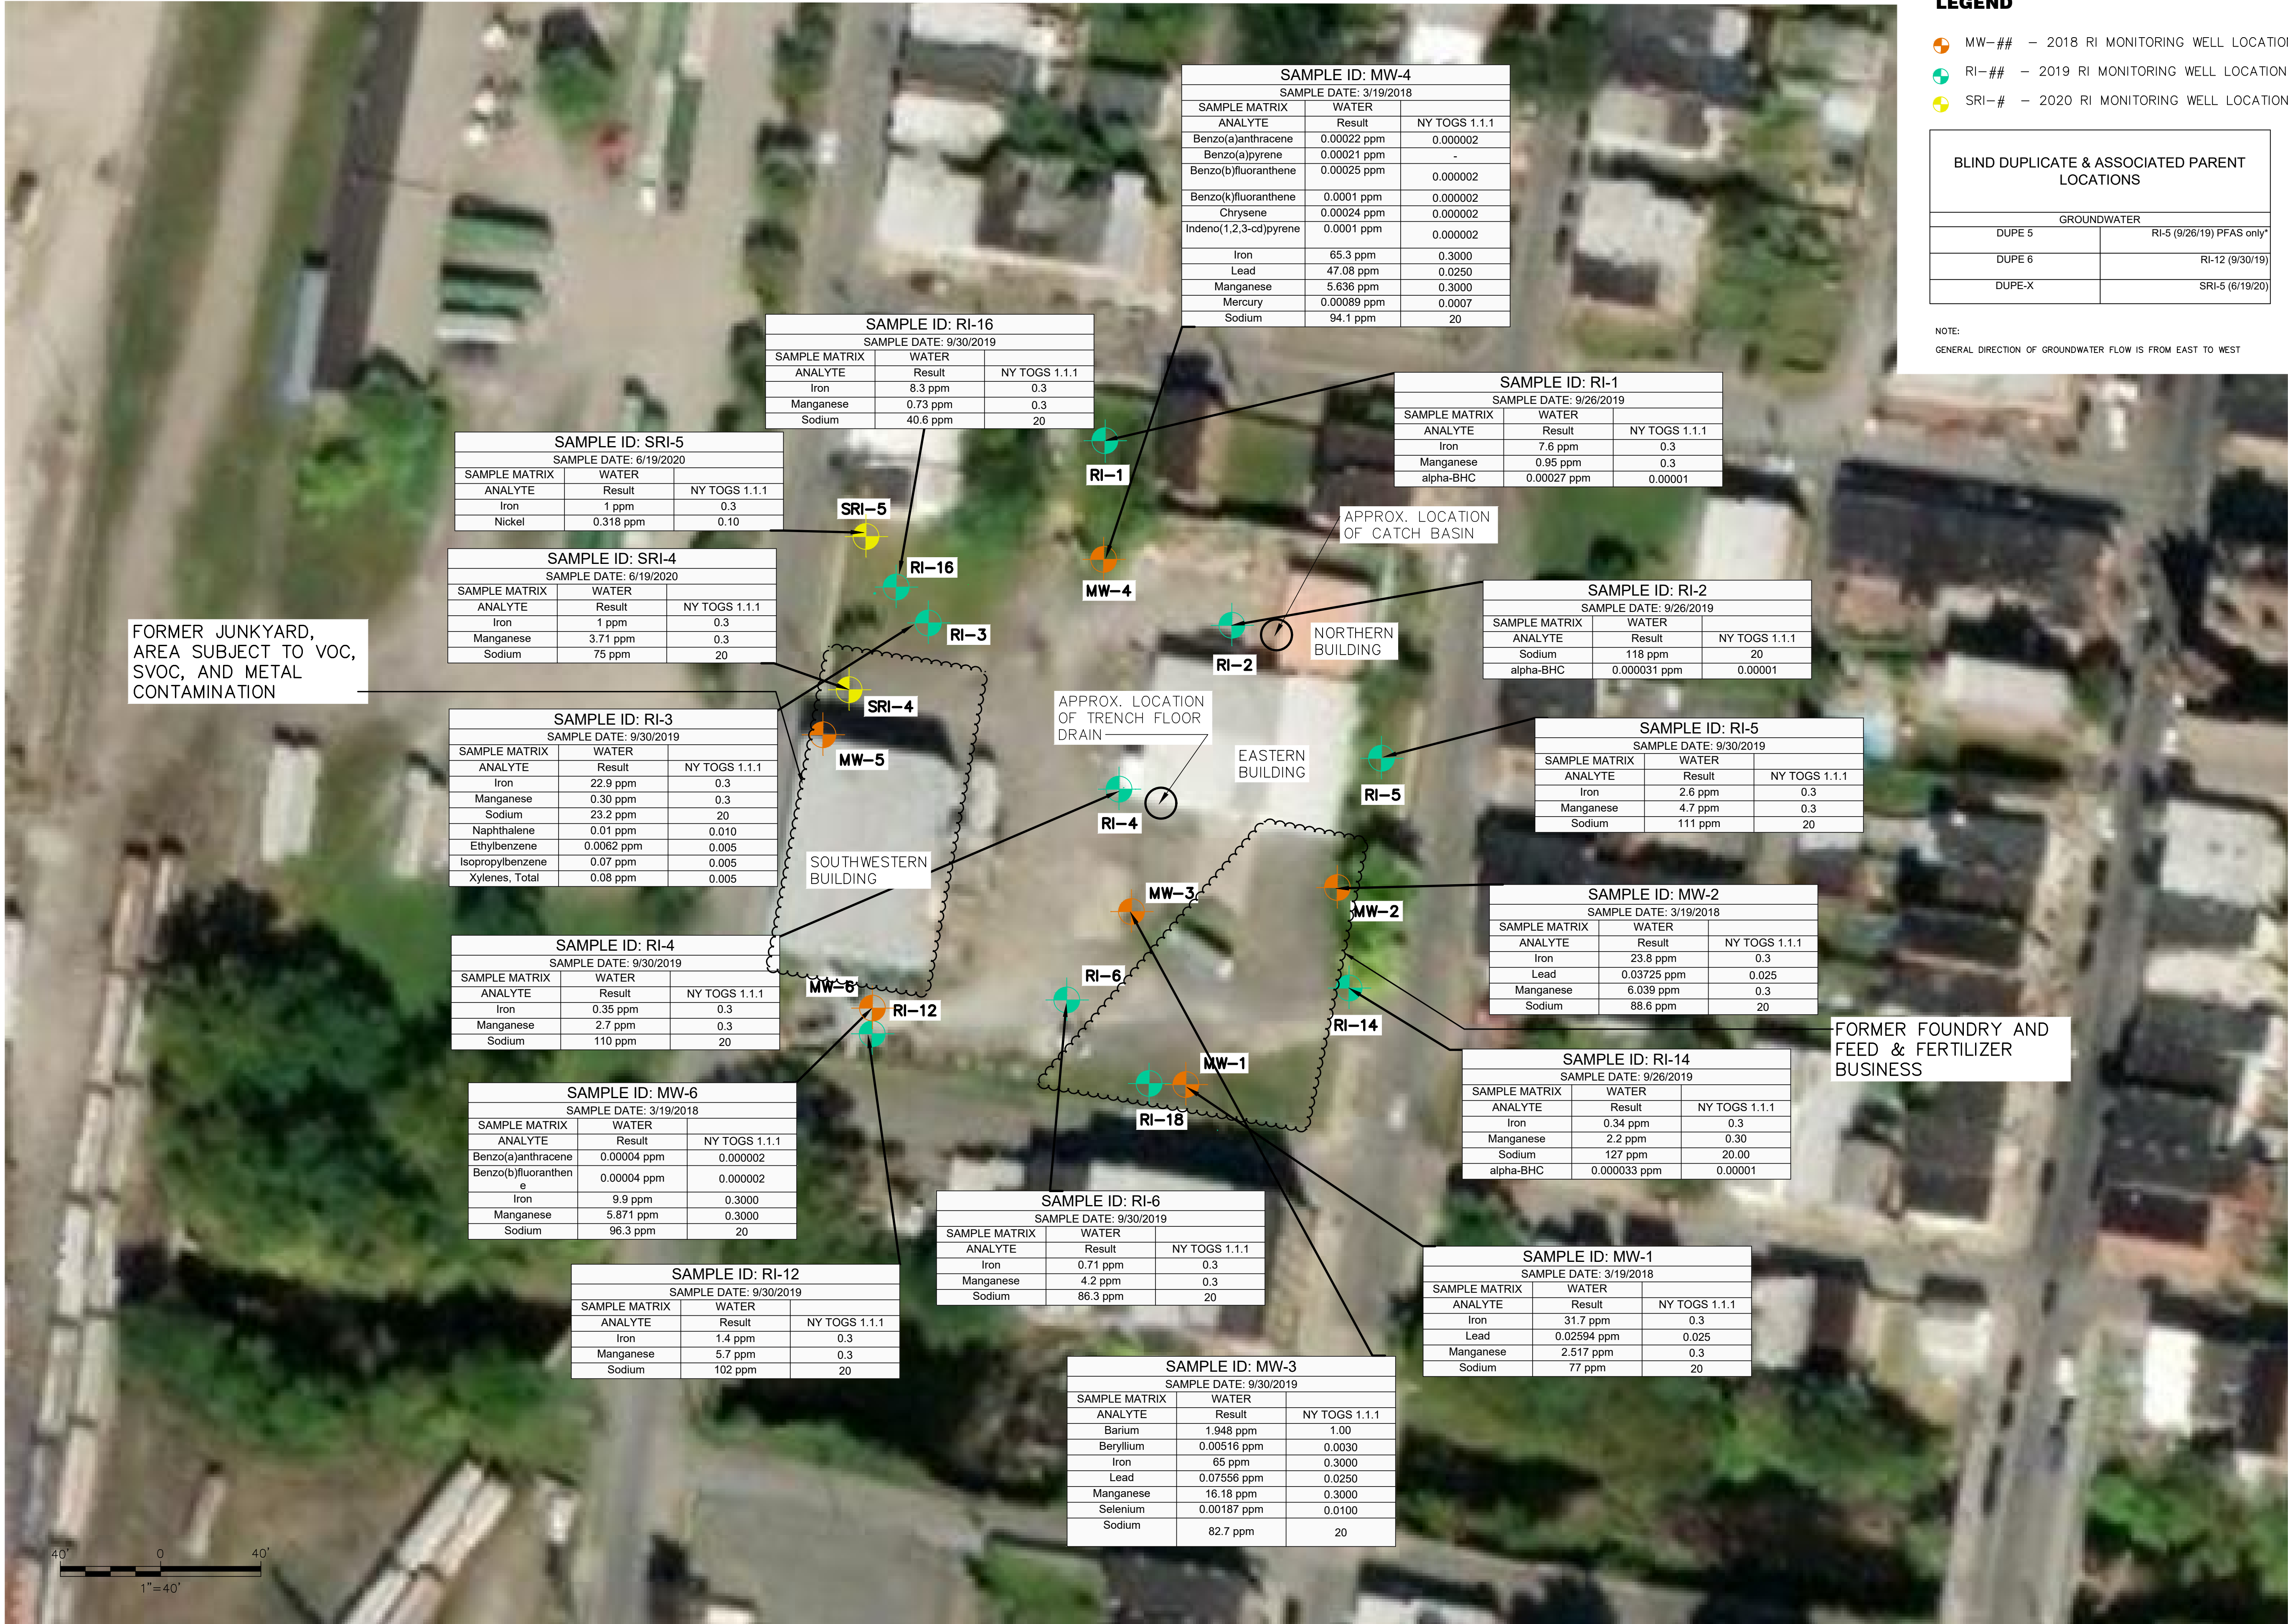 LEGEND
MW-## - 2018 RI MONITORING WELL LOCATION
RI-## - 2019 RI MONITORING WELL LOCATION
SRI-# - 2020 RI MONITORING WELL LOCATION
BLIND DUPLICATE & ASSOCIATED PARENT
LOCATIONS
GROUNDWATER
DUPE 5 RI-5 (9/26/19) PFAS only*
DUPE 6 RI-12 (9/30/19)
DUPE-X SRI-5 (6/19/20)
NOTE:
GENERAL DIRECTION OF GROUNDWATER FLOW IS FROM EAST TO WEST
SAMPLE ID: MW-4
SAMPLE DATE: 3/19/2018
SAMPLE MATRIX WATER
ANALYTE Result NY TOGS 1.1.1
Benzo(a)anthracene 0.00022 ppm 0.000002
Benzo(a)pyrene 0.00021 ppm -
Benzo(b)fluoranthene 0.00025 ppm 0.000002
Benzo(k)fluoranthene 0.0001 ppm 0.000002
Chrysene 0.00024 ppm 0.000002
Indeno(1,2,3-cd)pyrene 0.0001 ppm 0.000002
Iron 65.3 ppm 0.3000
Lead 47.08 ppm 0.0250
Manganese 5.636 ppm 0.3000
Mercury 0.00089 ppm 0.0007
Sodium 94.1 ppm 20
SAMPLE ID: RI-16
SAMPLE DATE: 9/30/2019
SAMPLE MATRIX WATER
ANALYTE Result NY TOGS 1.1.1
Iron 8.3 ppm 0.3
Manganese 0.73 ppm 0.3
Sodium 40.6 ppm 20
SAMPLE ID: RI-1
SAMPLE DATE: 9/26/2019
SAMPLE MATRIX WATER
ANALYTE Result NY TOGS 1.1.1
Iron 7.6 ppm 0.3
Manganese 0.95 ppm 0.3
alpha-BHC 0.00027 ppm 0.00001
SAMPLE ID: SRI-5
SAMPLE DATE: 6/19/2020
SAMPLE MATRIX WATER
ANALYTE Result NY TOGS 1.1.1
Iron 1 ppm 0.3
Nickel 0.318 ppm 0.10
RI-1
SRI-5
APPROX. LOCATION
OF CATCH BASIN
SAMPLE ID: SRI-4
SAMPLE DATE: 6/19/2020
SAMPLE MATRIX WATER
ANALYTE Result NY TOGS 1.1.1
Iron 1 ppm 0.3
Manganese 3.71 ppm 0.3
Sodium 75 ppm 20
RI-16
MW-4
SAMPLE ID: RI-2
SAMPLE DATE: 9/26/2019
SAMPLE MATRIX WATER
ANALYTE Result NY TOGS 1.1.1
Sodium 118 ppm 20
alpha-BHC 0.000031 ppm 0.00001
FORMER JUNKYARD,
AREA SUBJECT TO VOC,
SVOC, AND METAL
CONTAMINATION
RI-3
NORTHERN
BUILDING
RI-2
SRI-4
APPROX. LOCATION
OF TRENCH FLOOR
DRAIN
SAMPLE ID: RI-3
SAMPLE DATE: 9/30/2019
SAMPLE MATRIX WATER
ANALYTE Result NY TOGS 1.1.1
Iron 22.9 ppm 0.3
Manganese 0.30 ppm 0.3
Sodium 23.2 ppm 20
Naphthalene 0.01 ppm 0.010
Ethylbenzene 0.0062 ppm 0.005
Isopropylbenzene 0.07 ppm 0.005
Xylenes, Total 0.08 ppm 0.005
MW-5
EASTERN
BUILDING
SAMPLE ID: RI-5
SAMPLE DATE: 9/30/2019
SAMPLE MATRIX WATER
ANALYTE Result NY TOGS 1.1.1
Iron 2.6 ppm 0.3
Manganese 4.7 ppm 0.3
Sodium 111 ppm 20
RI-5
RI-4
SOUTHWESTERN
BUILDING
MW-3
MW-2
SAMPLE ID: MW-2
SAMPLE DATE: 3/19/2018
SAMPLE MATRIX WATER
ANALYTE Result NY TOGS 1.1.1
Iron 23.8 ppm 0.3
Lead 0.03725 ppm 0.025
Manganese 6.039 ppm 0.3
Sodium 88.6 ppm 20
SAMPLE ID: RI-4
SAMPLE DATE: 9/30/2019
SAMPLE MATRIX WATER
ANALYTE Result NY TOGS 1.1.1
Iron 0.35 ppm 0.3
Manganese 2.7 ppm 0.3
Sodium 110 ppm 20
MW-6
RI-12
RI-6
RI-14
FORMER FOUNDRY AND
FEED & FERTILIZER
BUSINESS
SAMPLE ID: RI-14
SAMPLE DATE: 9/26/2019
SAMPLE MATRIX WATER
ANALYTE Result NY TOGS 1.1.1
Iron 0.34 ppm 0.3
Manganese 2.2 ppm 0.30
Sodium 127 ppm 20.00
alpha-BHC 0.000033 ppm 0.00001
MW-1
RI-18
SAMPLE ID: MW-6
SAMPLE DATE: 3/19/2018
SAMPLE MATRIX WATER
ANALYTE Result NY TOGS 1.1.1
Benzo(a)anthracene 0.00004 ppm 0.000002
Benzo(b)fluoranthen
e 0.00004 ppm 0.000002
Iron 9.9 ppm 0.3000
Manganese 5.871 ppm 0.3000
Sodium 96.3 ppm 20
SAMPLE ID: RI-6
SAMPLE DATE: 9/30/2019
SAMPLE MATRIX WATER
ANALYTE Result NY TOGS 1.1.1
Iron 0.71 ppm 0.3
Manganese 4.2 ppm 0.3
Sodium 86.3 ppm 20
SAMPLE ID: MW-1
SAMPLE DATE: 3/19/2018
SAMPLE MATRIX WATER
ANALYTE Result NY TOGS 1.1.1
Iron 31.7 ppm 0.3
Lead 0.02594 ppm 0.025
Manganese 2.517 ppm 0.3
Sodium 77 ppm 20
SAMPLE ID: RI-12
SAMPLE DATE: 9/30/2019
SAMPLE MATRIX WATER
ANALYTE Result NY TOGS 1.1.1
Iron 1.4 ppm 0.3
Manganese 5.7 ppm 0.3
Sodium 102 ppm 20
SAMPLE ID: MW-3
SAMPLE DATE: 9/30/2019
SAMPLE MATRIX WATER
ANALYTE Result NY TOGS 1.1.1
Barium 1.948 ppm 1.00
Beryllium 0.00516 ppm 0.0030
Iron 65 ppm 0.3000
Lead 0.07556 ppm 0.0250
Manganese 16.18 ppm 0.3000
Selenium 0.00187 ppm 0.0100
Sodium 82.7 ppm 20
40' 0 40'
1"=40'